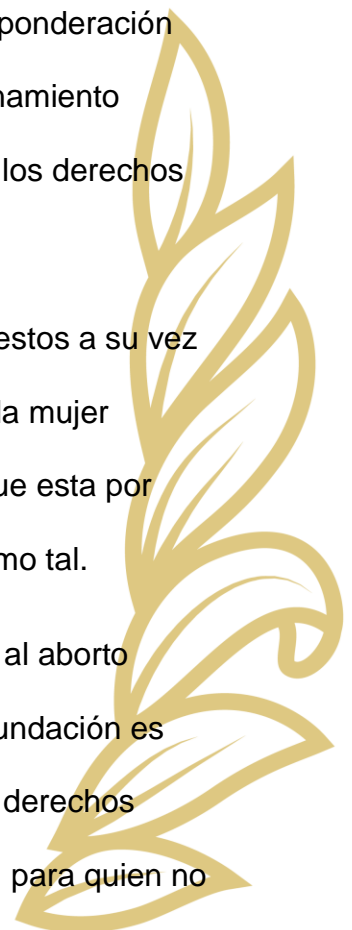 ponderación
namiento
los derechos
estos a su vez
la mujer
ue esta por
mo tal.
al aborto
undación es
derechos
para quien no